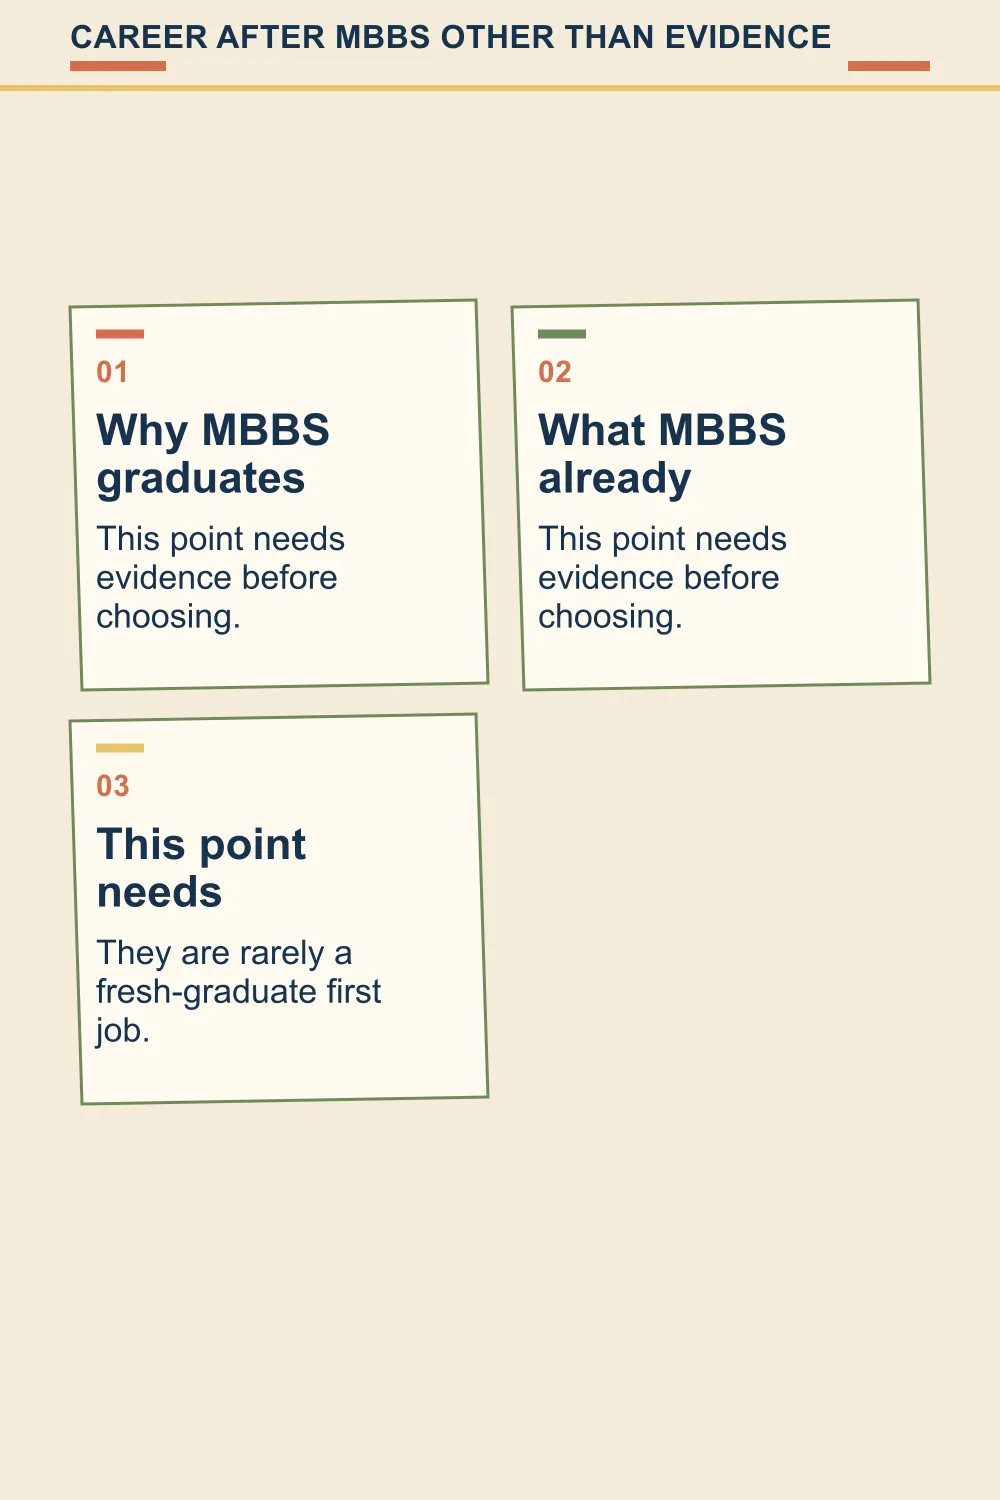 CAREER AFTER MBBS OTHER THAN EVIDENCE
01
Why MBBS
graduates
This point needs
evidence before
choosing.
02
What MBBS
already
This point needs
evidence before
choosing.
03
This point
needs
They are rarely a
fresh-graduate first
job.